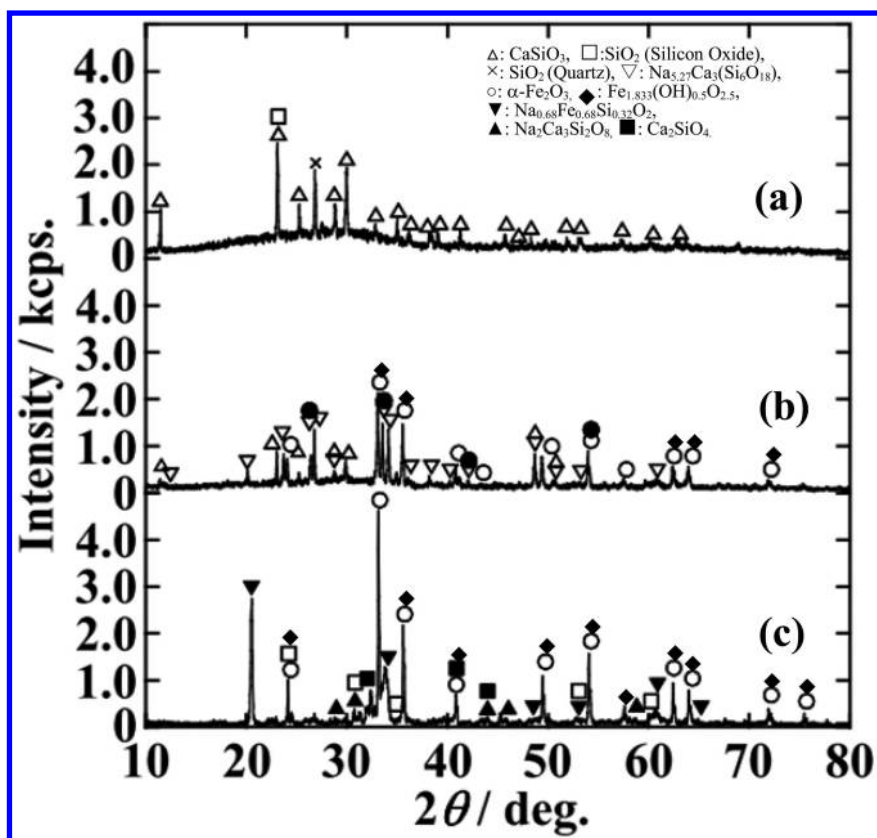 △: CaSiO3, □:SiO2 (Silicon Oxide),
×: SiO2 (Quartz), ▽: Na5.27Ca3(Si6O18),
○: α-Fe2O3, ◆: Fe1.833(OH)0.5O2.5,
▼: Na0.68Fe0.68Si0.32O2,
▲: Na2Ca3Si2O8, ■: Ca2SiO4.
4.0
3.0
2.0
1.0
0
(a)
4.0
3.0
2.0
1.0
0
(b)
4.0
3.0
2.0
1.0
0
(c)
Intensity / kcps.
10 20 30 40 50 60 70 80
2θ / deg.